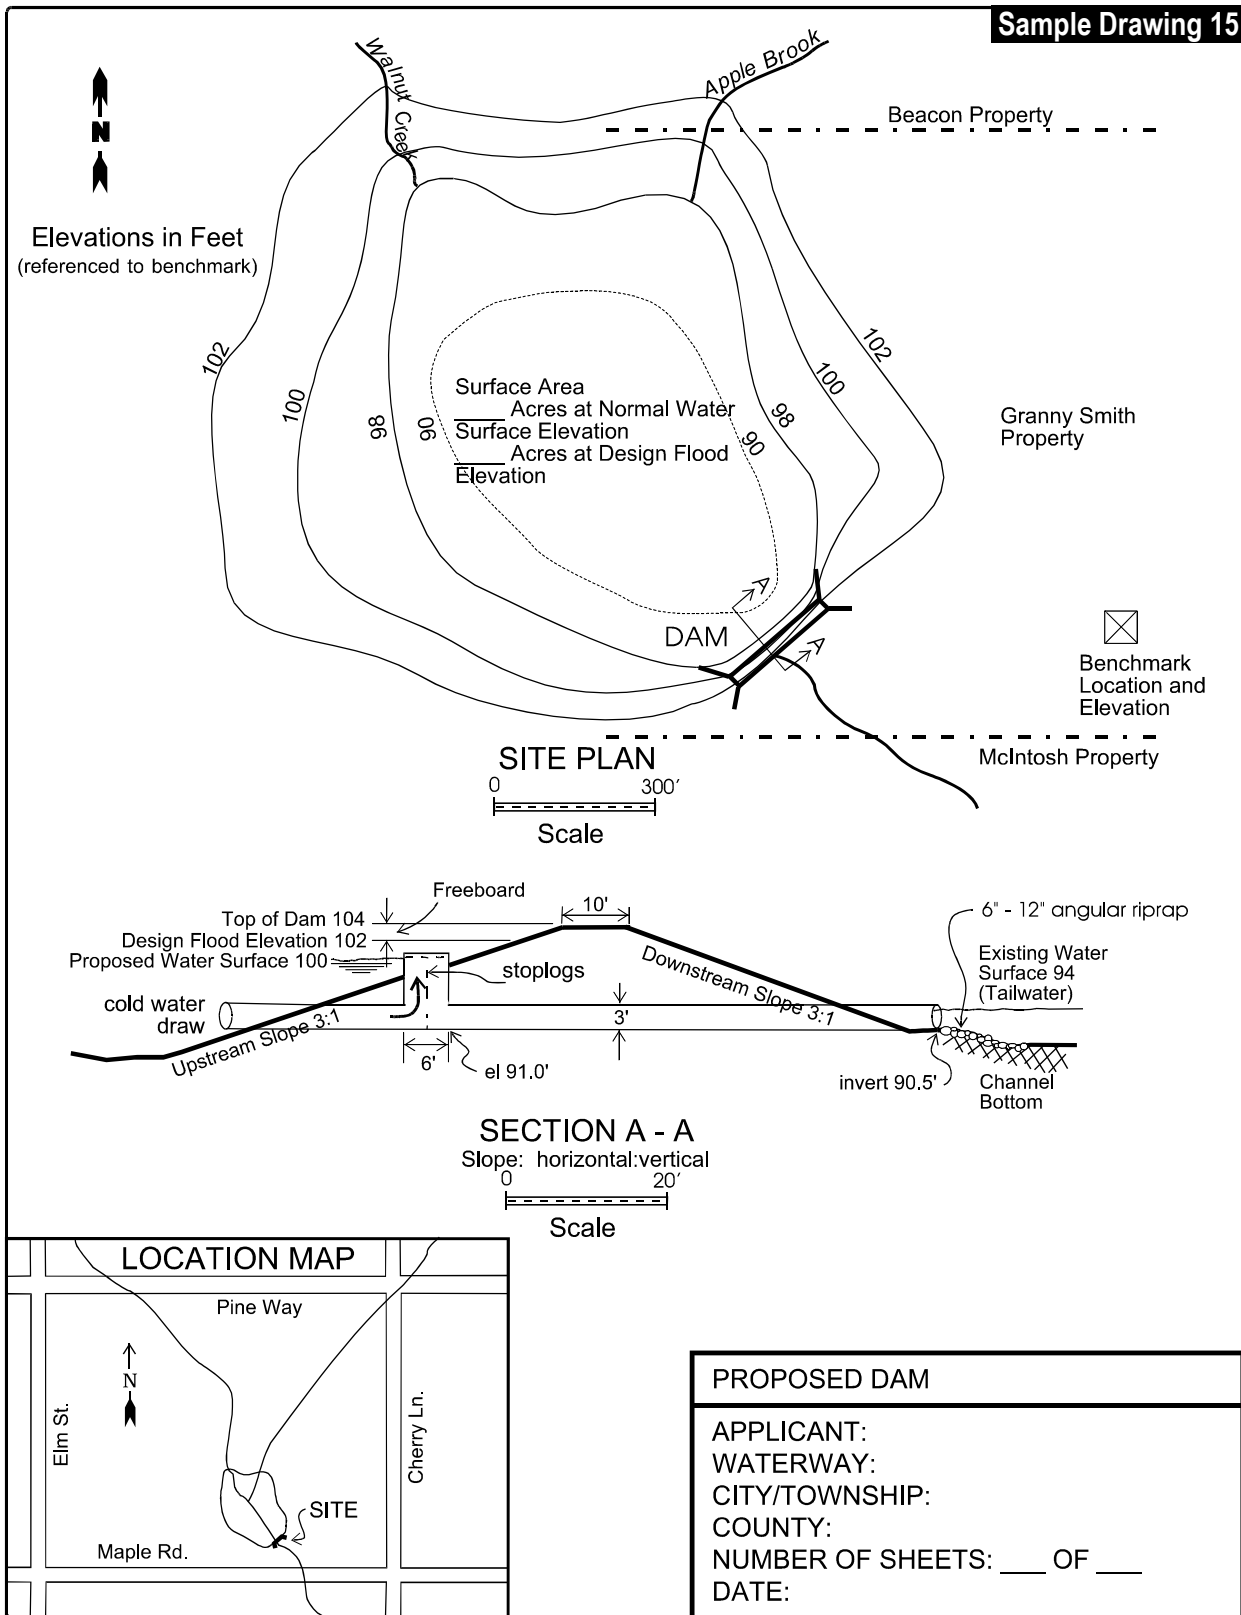 Sample Drawing 15
Walnut Creek
Apple Brook
Beacon Property
N
Elevations in Feet
(referenced to benchmark)
102
100
98
90
Surface Area
____ Acres at Normal Water
Surface Elevation
____ Acres at Design Flood
Elevation
90
98
100
102
Granny Smith
Property
A
DAM
A
Benchmark
Location and
Elevation
McIntosh Property
SITE PLAN
0 300'
Scale
Freeboard
Top of Dam 104
Design Flood Elevation 102
Proposed Water Surface 100
10'
6" - 12" angular riprap
stoplogs
Existing Water
Surface 94
(Tailwater)
cold water
draw
Upstream Slope 3:1
Downstream Slope 3:1
3'
6'
el 91.0'
invert 90.5'
Channel
Bottom
SECTION A - A
Slope: horizontal:vertical
0 20'
Scale
LOCATION MAP
Pine Way
N
Elm St.
Cherry Ln.
SITE
Maple Rd.
PROPOSED DAM
APPLICANT:
WATERWAY:
CITY/TOWNSHIP:
COUNTY:
NUMBER OF SHEETS: ___ OF ___
DATE: